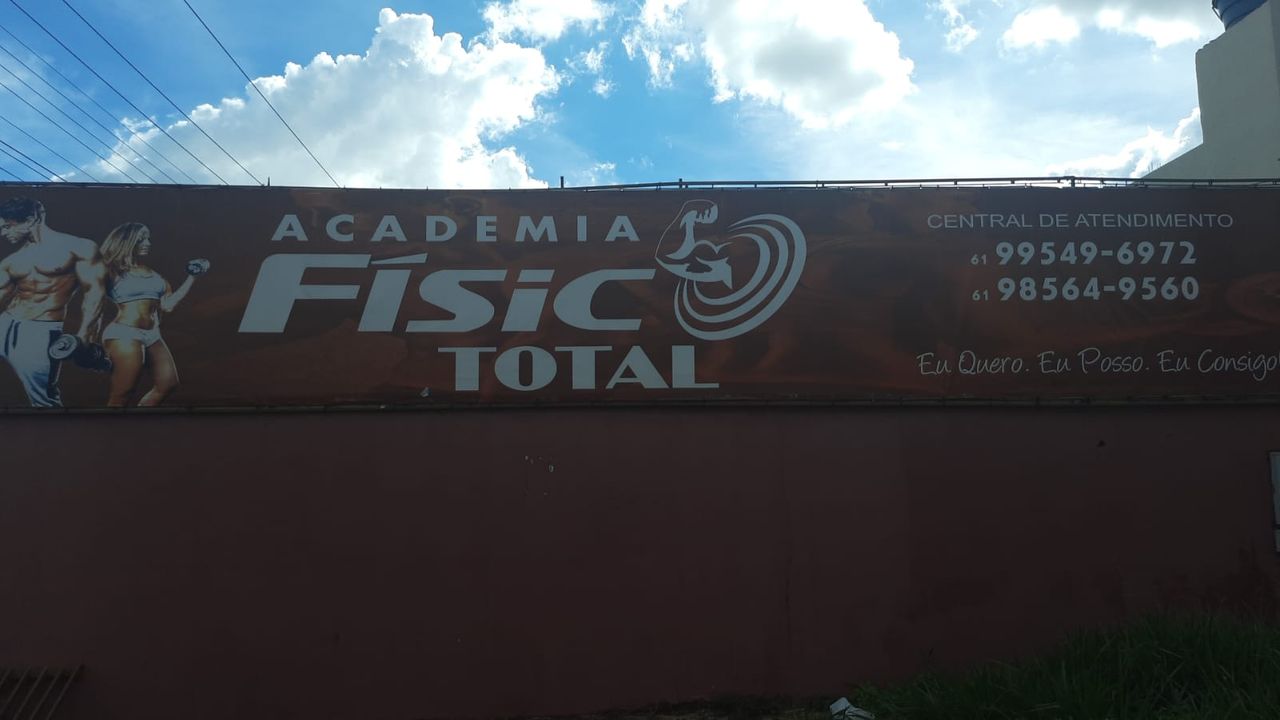 ACADEMIA
FÍSIC
TOTAL
CENTRAL DE ATENDIMENTO
61 99549-6972
61 98564-9560
Eu Quero. Eu Posso. Eu Consigo!